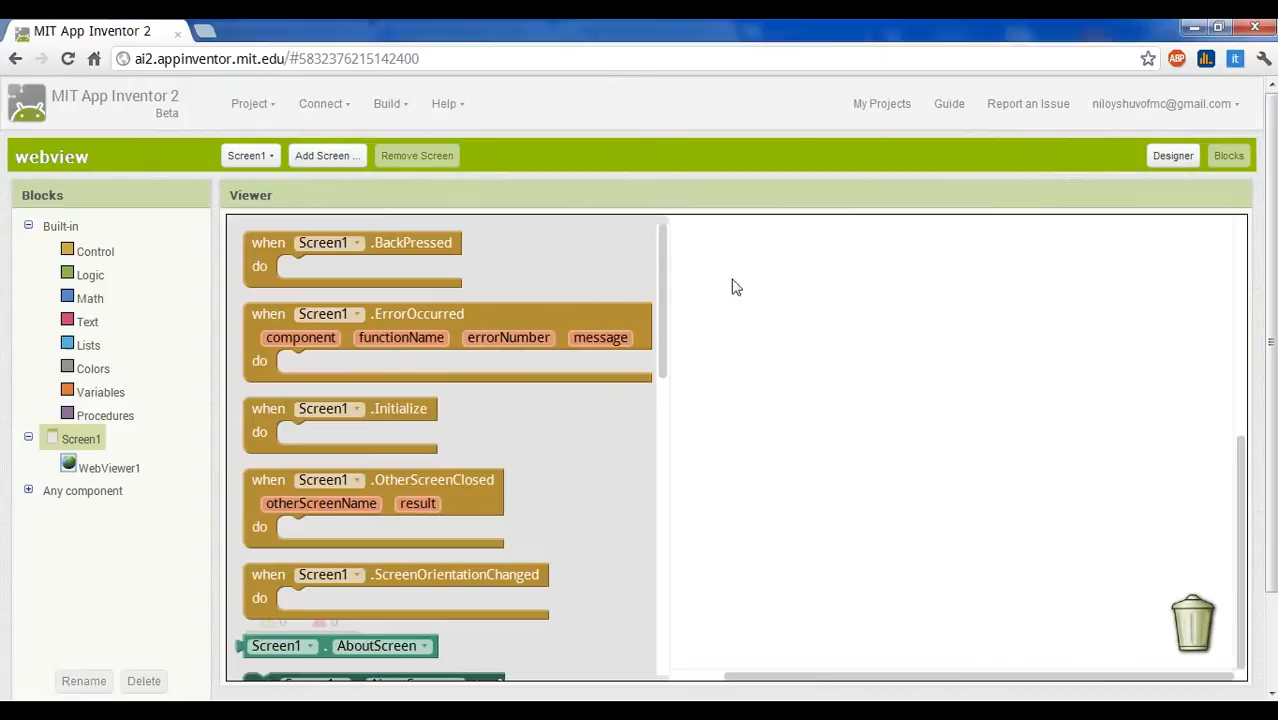 MIT App Inventor 2
ai2.appinventor.mit.edu/#5832376215142400
ABP
it
MIT App Inventor 2
Beta
Project
Connect
Build
Help
My Projects
Guide
Report an Issue
niloyshuvofmc@gmail.com
webview
Screen1
Add Screen ...
Remove Screen
Designer
Blocks
Blocks
Viewer
Built-in
Control
Logic
Math
Text
Lists
Colors
Variables
Procedures
Screen1
WebViewer1
Any component
Rename
Delete
when Screen1 .BackPressed
do
when Screen1 .ErrorOccurred
component functionName errorNumber message
do
when Screen1 .Initialize
do
when Screen1 .OtherScreenClosed
otherScreenName result
do
when Screen1 .ScreenOrientationChanged
do
0 0
Screen1 . AboutScreen